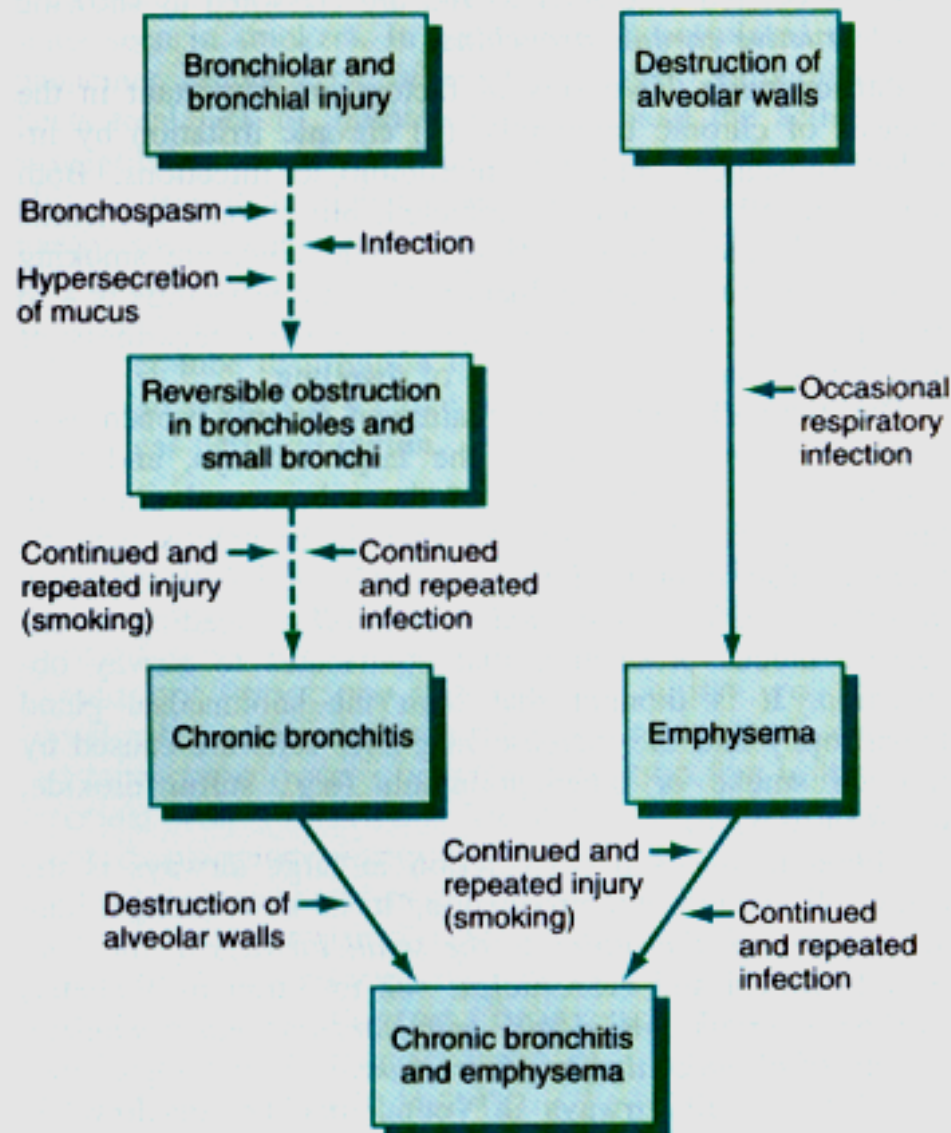 Bronchiolar and
bronchial injury
Destruction of
alveolar walls
Bronchospasm
Infection
Hypersecretion
of mucus
Reversible obstruction
in bronchioles and
small bronchi
Occasional
respiratory
infection
Continued and
repeated injury
(smoking)
Continued
and repeated
infection
Chronic bronchitis
Emphysema
Destruction of
alveolar walls
Continued and
repeated injury
(smoking)
Continued
and repeated
infection
Chronic bronchitis
and emphysema